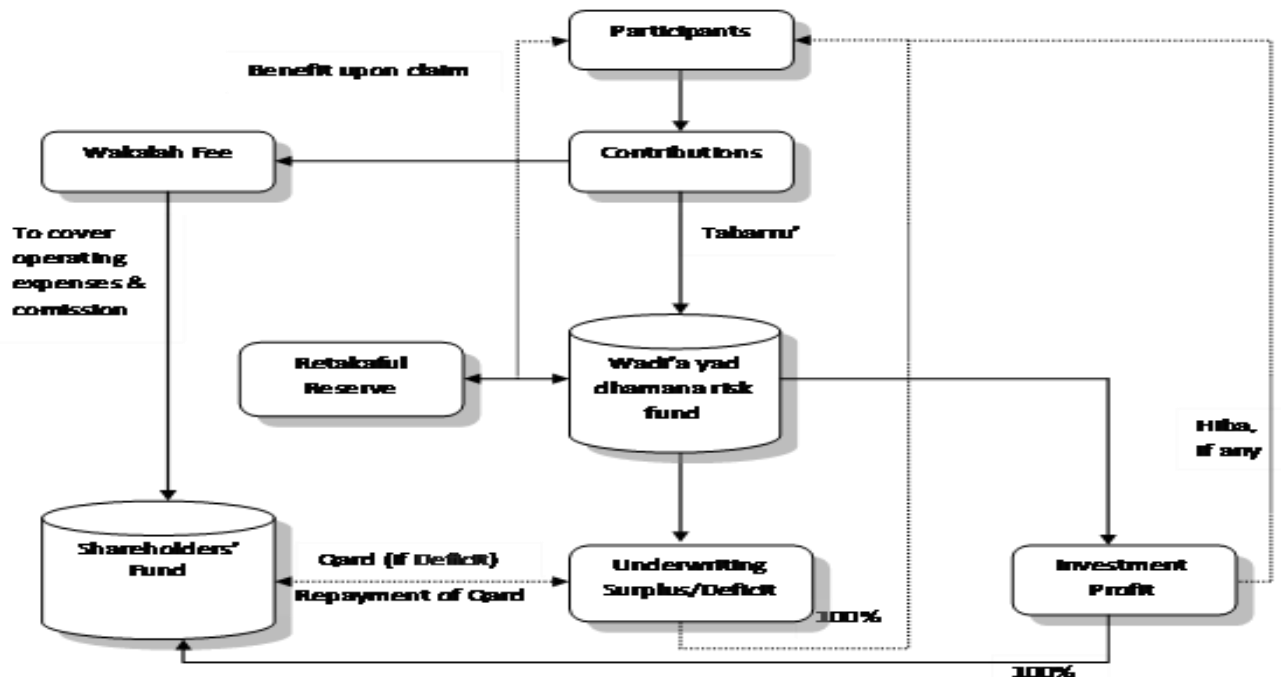 Participants
Benefit upon claim
Wakalah Fee
Contributions
To cover
operating
expenses &
comission
Tabarru'
Retakaful
Reserve
Wadi'a yad
dhamana risk
fund
Hiba,
if any
Shareholders'
Fund
Qard (if Deficit)
Repayment of Qard
Underwriting
Surplus/Deficit
100%
Investment
Profit
100%